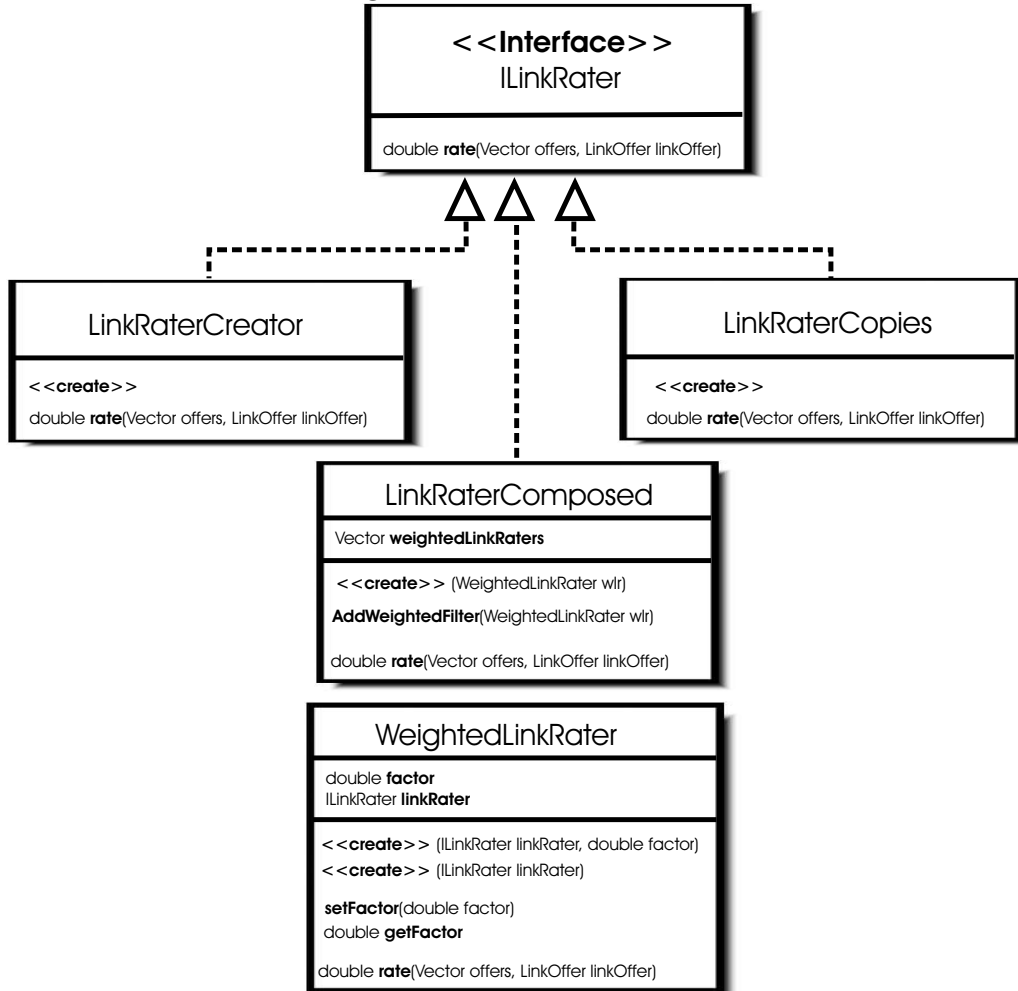 <<Interface>>
ILinkRater
double rate(Vector offers, LinkOffer linkOffer)
LinkRaterCreator
<<create>>
double rate(Vector offers, LinkOffer linkOffer)
LinkRaterCopies
<<create>>
double rate(Vector offers, LinkOffer linkOffer)
LinkRaterComposed
Vector weightedLinkRaters
<<create>> (WeightedLinkRater wlr)
AddWeightedFilter(WeightedLinkRater wlr)
double rate(Vector offers, LinkOffer linkOffer)
WeightedLinkRater
double factor
ILinkRater linkRater
<<create>> (ILinkRater linkRater, double factor)
<<create>> (ILinkRater linkRater)
setFactor(double factor)
double getFactor
double rate(Vector offers, LinkOffer linkOffer)